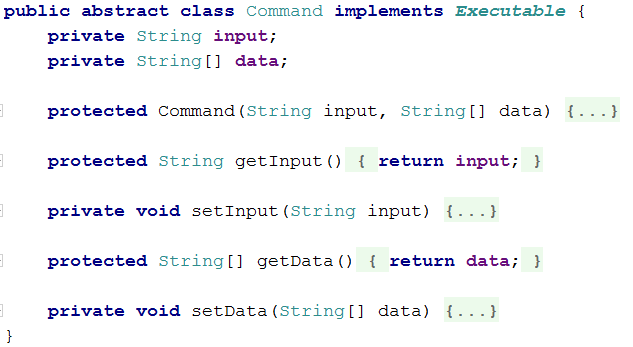 public abstract class Command implements Executable {
    private String input;
    private String[] data;
    protected Command(String input, String[] data) {...}
    protected String getInput() { return input; }
    private void setInput(String input) {...}
    protected String[] getData() { return data; }
    private void setData(String[] data) {...}
}